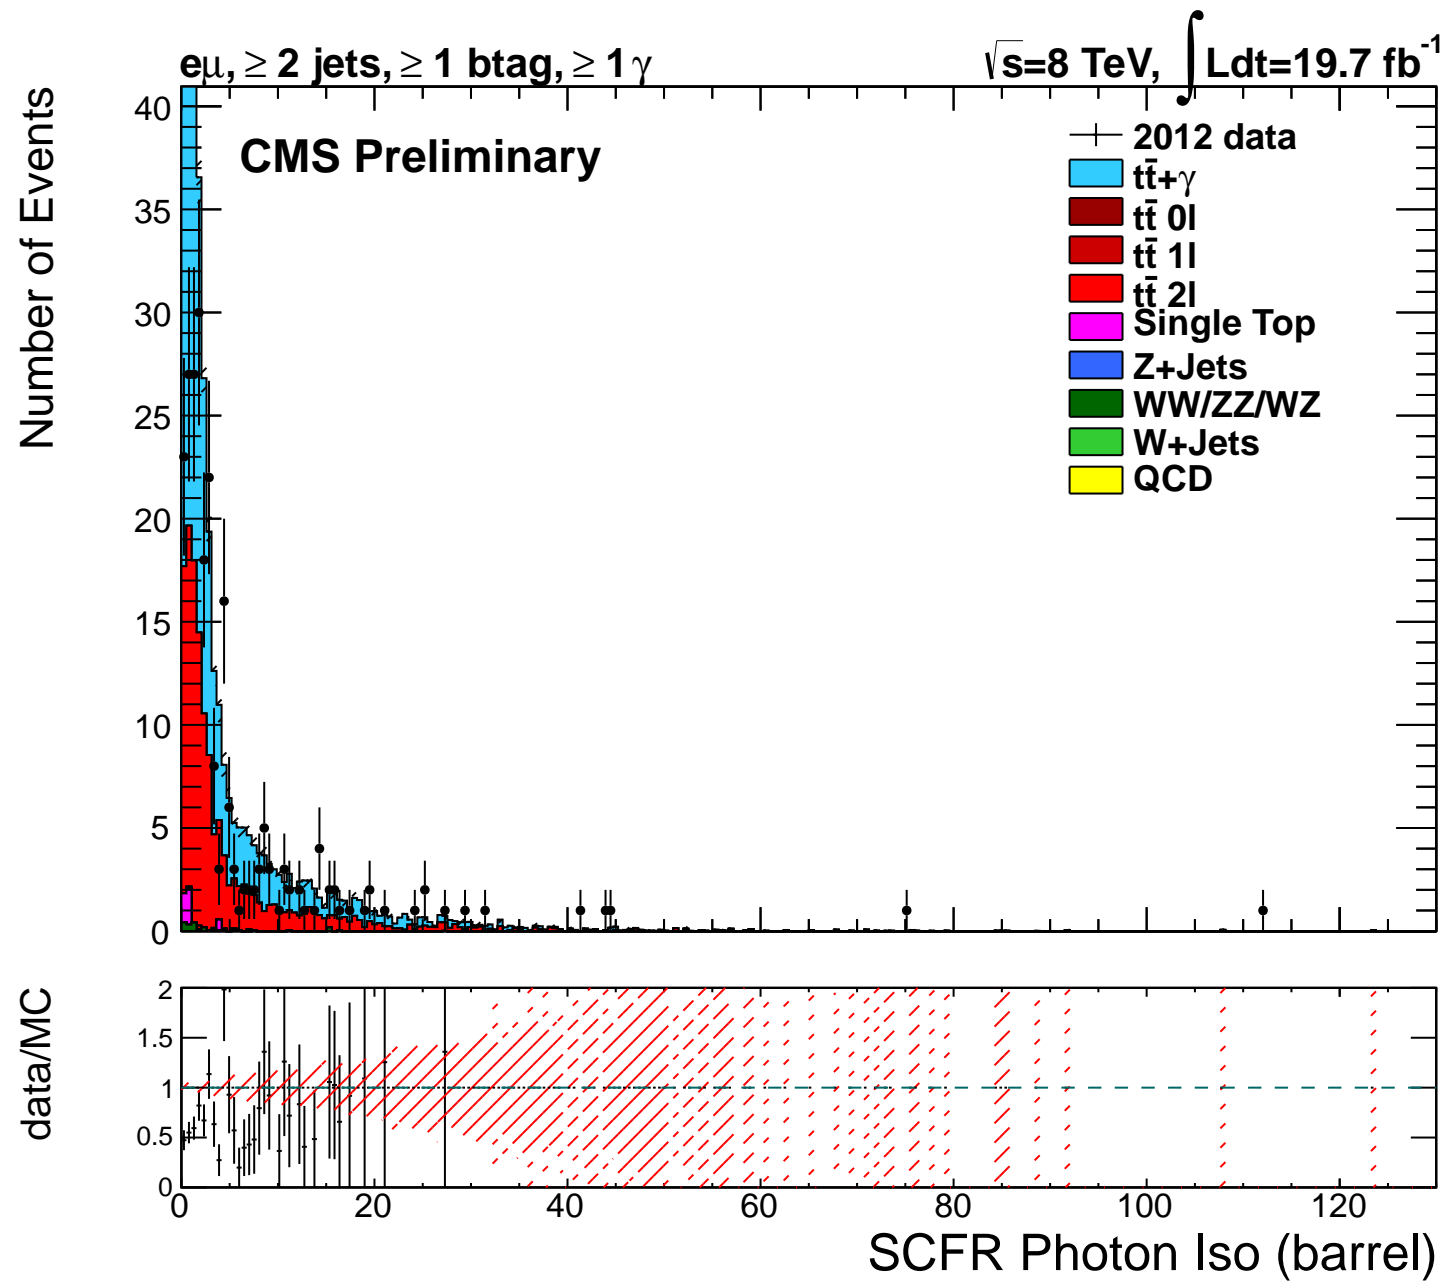 eμ, ≥ 2 jets, ≥ 1 btag, ≥ 1 γ
√s=8 TeV, ∫Ldt=19.7 fb⁻¹
CMS Preliminary
2012 data
tt̄+γ
tt̄ 0l
tt̄ 1l
tt̄ 2l
Single Top
Z+Jets
WW/ZZ/WZ
W+Jets
QCD
Number of Events
40
35
30
25
20
15
10
5
0
data/MC
2
1.5
1
0.5
0
0 20 40 60 80 100 120
SCFR Photon Iso (barrel)